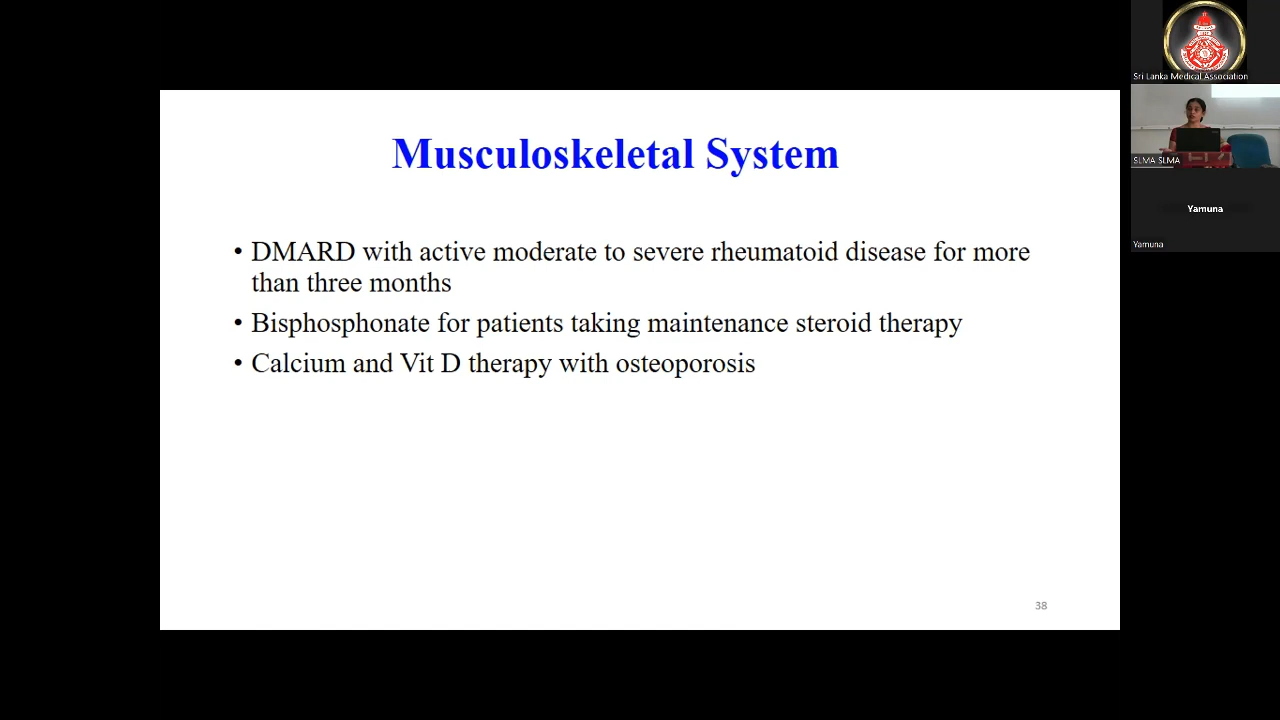 Musculoskeletal System
• DMARD with active moderate to severe rheumatoid disease for more
than three months
• Bisphosphonate for patients taking maintenance steroid therapy
• Calcium and Vit D therapy with osteoporosis
38
Sri Lanka Medical Association
SLMA SLMA
Yamuna
Yamuna